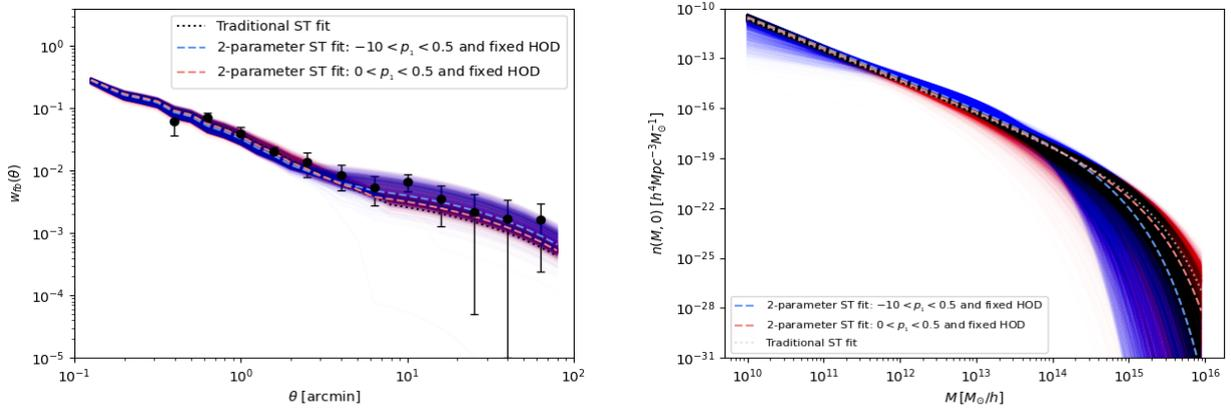 Traditional ST fit
2-parameter ST fit: −10 < p₁ < 0.5 and fixed HOD
2-parameter ST fit: 0 < p₁ < 0.5 and fixed HOD
10⁰
10⁻¹
10⁻²
10⁻³
10⁻⁴
10⁻⁵
w_fb(θ)
10⁻¹ 10⁰ 10¹ 10²
θ [arcmin]
10⁻¹⁰
10⁻¹³
10⁻¹⁶
10⁻¹⁹
10⁻²²
10⁻²⁵
10⁻²⁸
10⁻³¹
n(M, 0) [h⁴Mpc⁻³M⊙⁻¹]
2-parameter ST fit: −10 < p₁ < 0.5 and fixed HOD
2-parameter ST fit: 0 < p₁ < 0.5 and fixed HOD
Traditional ST fit
10¹⁰ 10¹¹ 10¹² 10¹³ 10¹⁴ 10¹⁵ 10¹⁶
M [M⊙/h]